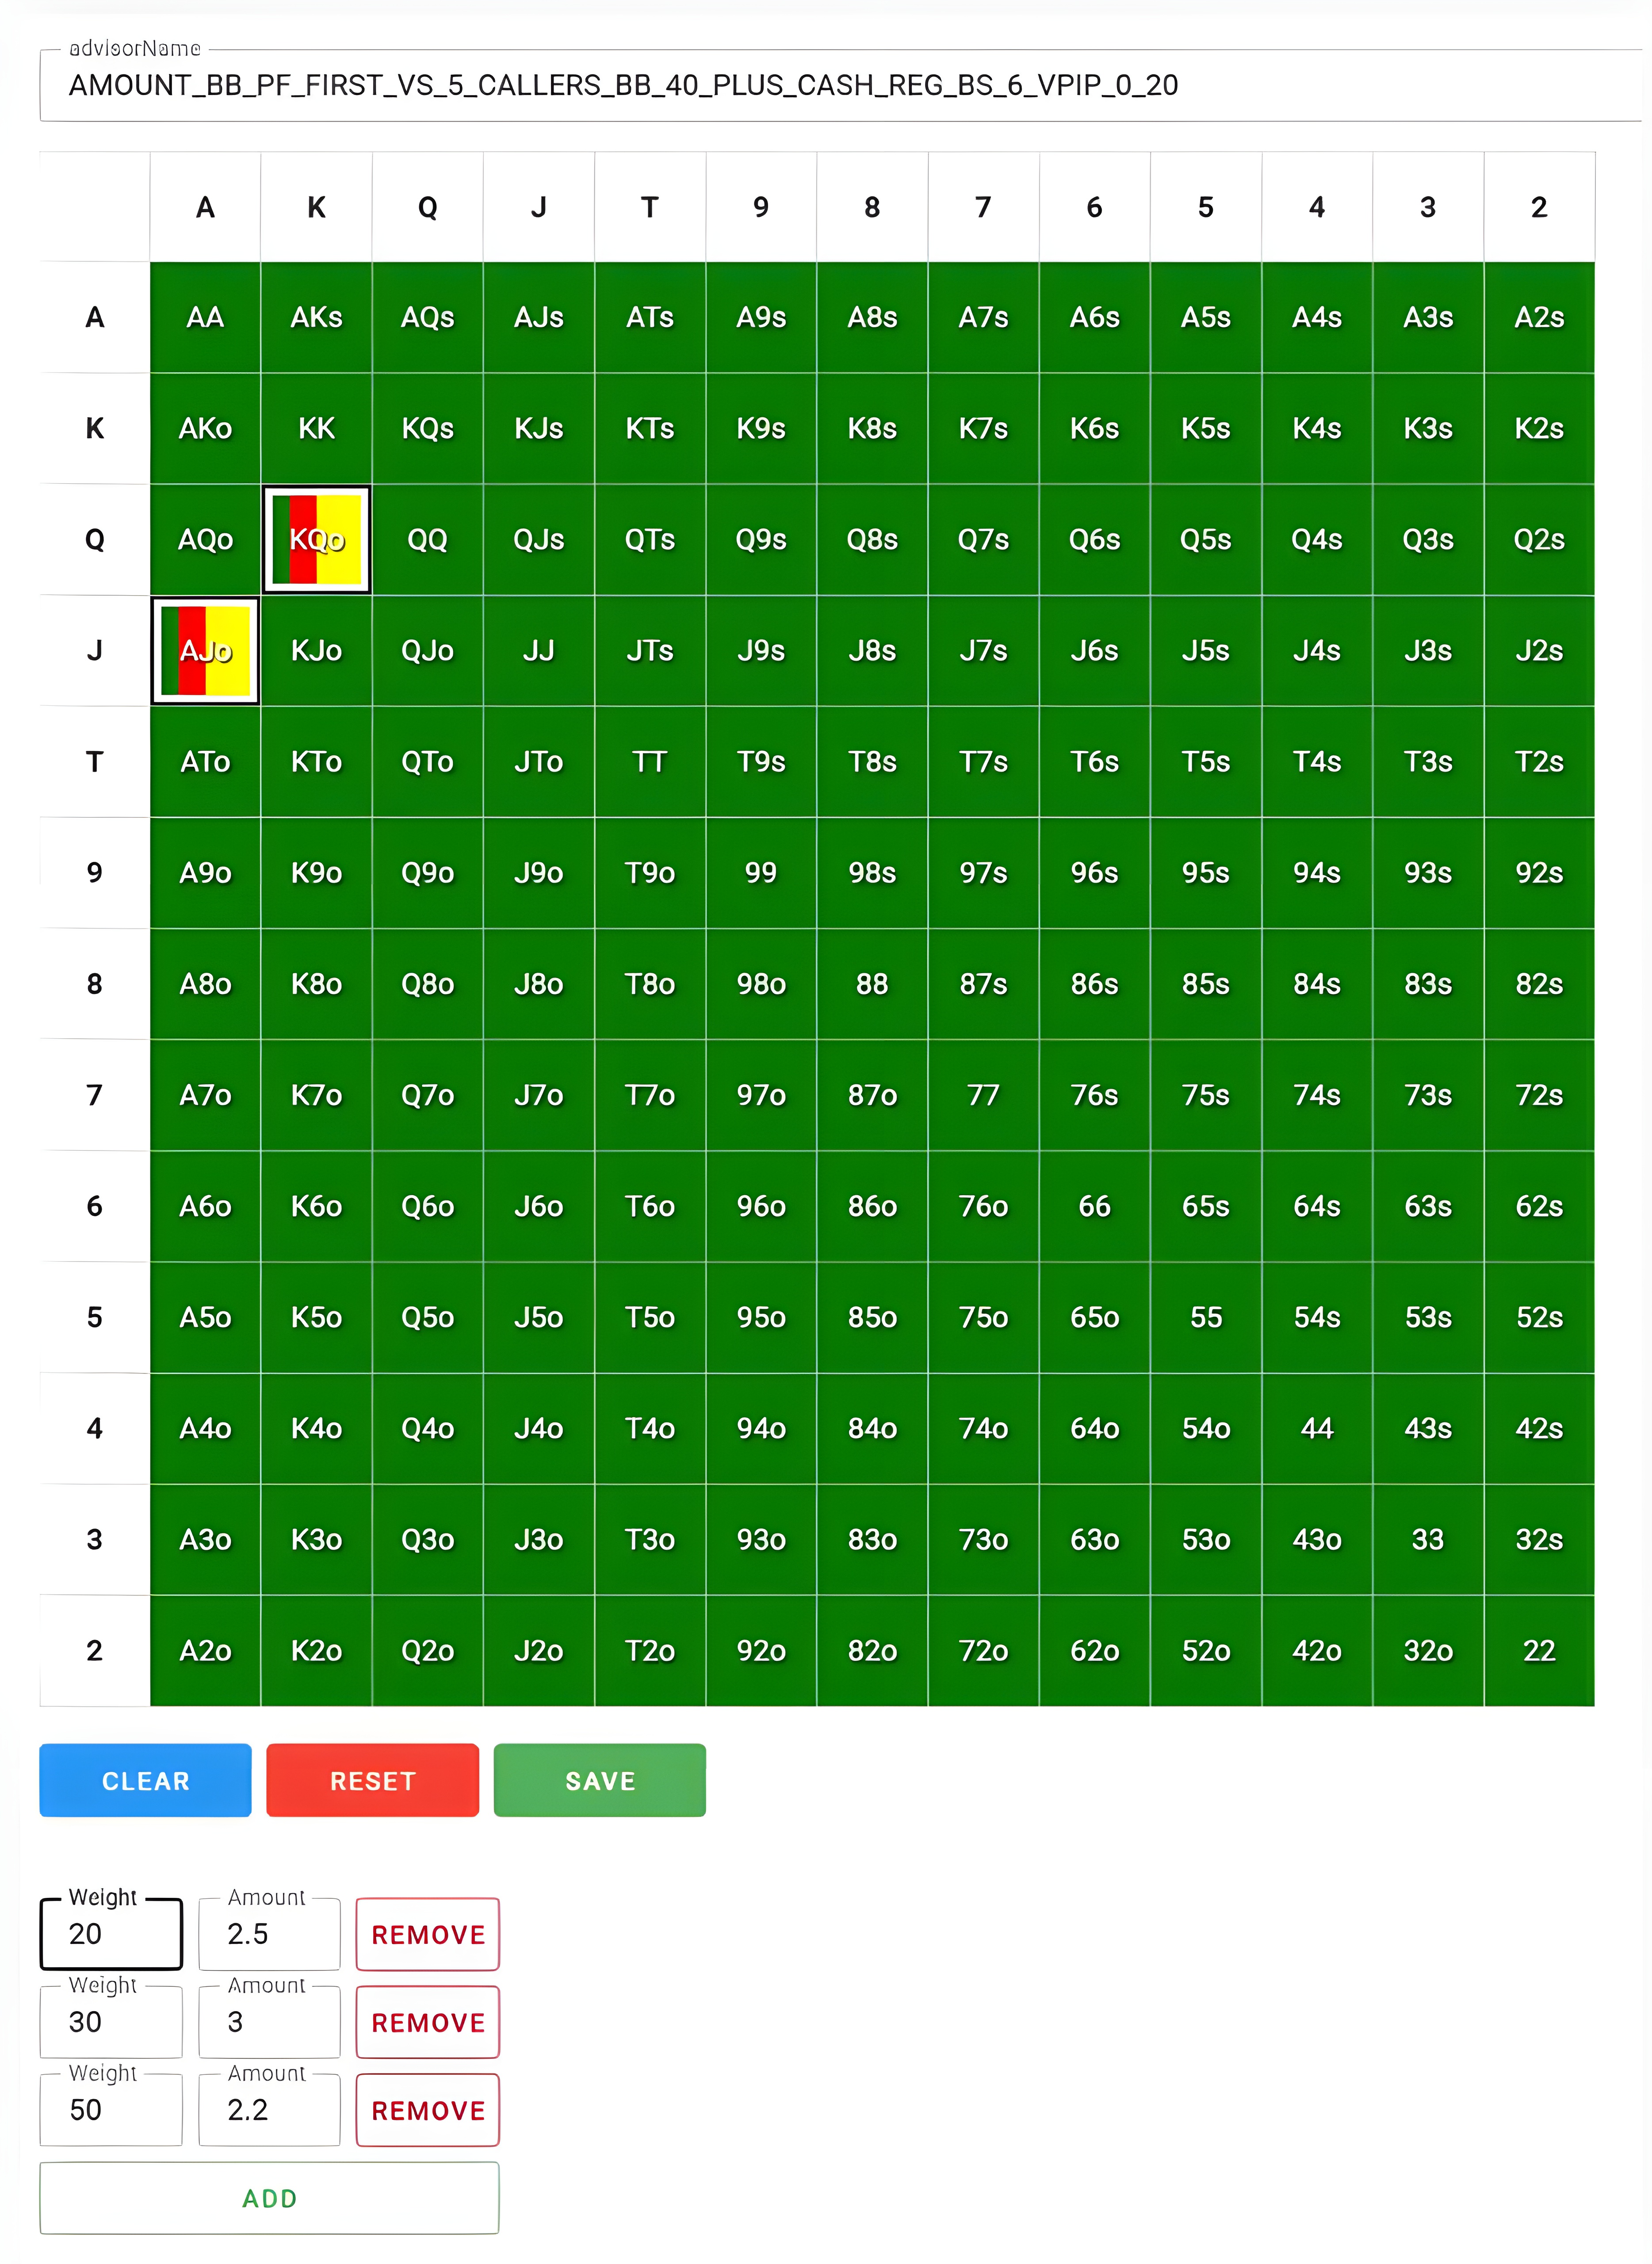 advisorName
AMOUNT_BB_PF_FIRST_VS_5_CALLERS_BB_40_PLUS_CASH_REG_BS_6_VPIP_0_20
A K Q J T 9 8 7 6 5 4 3 2
A AA AKs AQs AJs ATs A9s A8s A7s A6s A5s A4s A3s A2s
K AKo KK KQs KJs KTs K9s K8s K7s K6s K5s K4s K3s K2s
Q AQo KQo QQ QJs QTs Q9s Q8s Q7s Q6s Q5s Q4s Q3s Q2s
J AJo KJo QJo JJ JTs J9s J8s J7s J6s J5s J4s J3s J2s
T ATo KTo QTo JTo TT T9s T8s T7s T6s T5s T4s T3s T2s
9 A9o K9o Q9o J9o T9o 99 98s 97s 96s 95s 94s 93s 92s
8 A8o K8o Q8o J8o T8o 98o 88 87s 86s 85s 84s 83s 82s
7 A7o K7o Q7o J7o T7o 97o 87o 77 76s 75s 74s 73s 72s
6 A6o K6o Q6o J6o T6o 96o 86o 76o 66 65s 64s 63s 62s
5 A5o K5o Q5o J5o T5o 95o 85o 75o 65o 55 54s 53s 52s
4 A4o K4o Q4o J4o T4o 94o 84o 74o 64o 54o 44 43s 42s
3 A3o K3o Q3o J3o T3o 93o 83o 73o 63o 53o 43o 33 32s
2 A2o K2o Q2o J2o T2o 92o 82o 72o 62o 52o 42o 32o 22
CLEAR RESET SAVE
Weight Amount
20 2.5 REMOVE
Weight Amount
30 3 REMOVE
Weight Amount
50 2.2 REMOVE
ADD